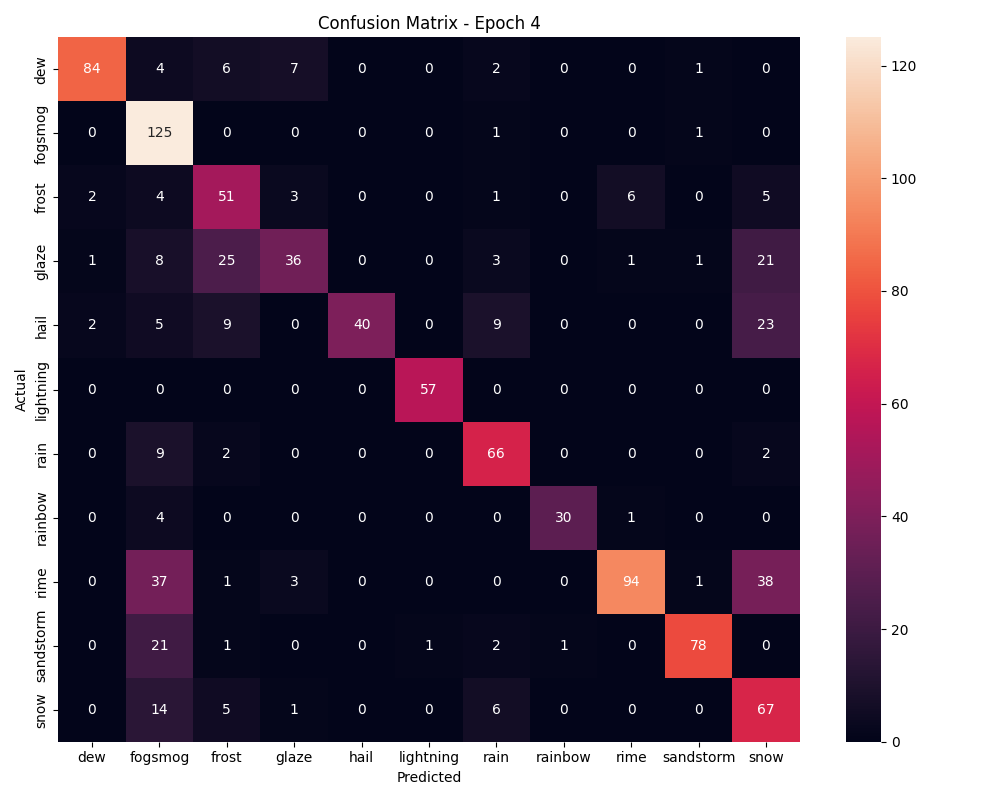 Confusion Matrix - Epoch 4
dew 84 4 6 7 0 0 2 0 0 1 0
fogsmog 0 125 0 0 0 0 1 0 0 1 0
frost 2 4 51 3 0 0 1 0 6 0 5
glaze 1 8 25 36 0 0 3 0 1 1 21
hail 2 5 9 0 40 0 9 0 0 0 23
lightning 0 0 0 0 0 57 0 0 0 0 0
rain 0 9 2 0 0 0 66 0 0 0 2
rainbow 0 4 0 0 0 0 0 30 1 0 0
rime 0 37 1 3 0 0 0 0 94 1 38
sandstorm 0 21 1 0 0 1 2 1 0 78 0
snow 0 14 5 1 0 0 6 0 0 0 67
dew fogsmog frost glaze hail lightning rain rainbow rime sandstorm snow
Predicted
Actual
120
100
80
60
40
20
0